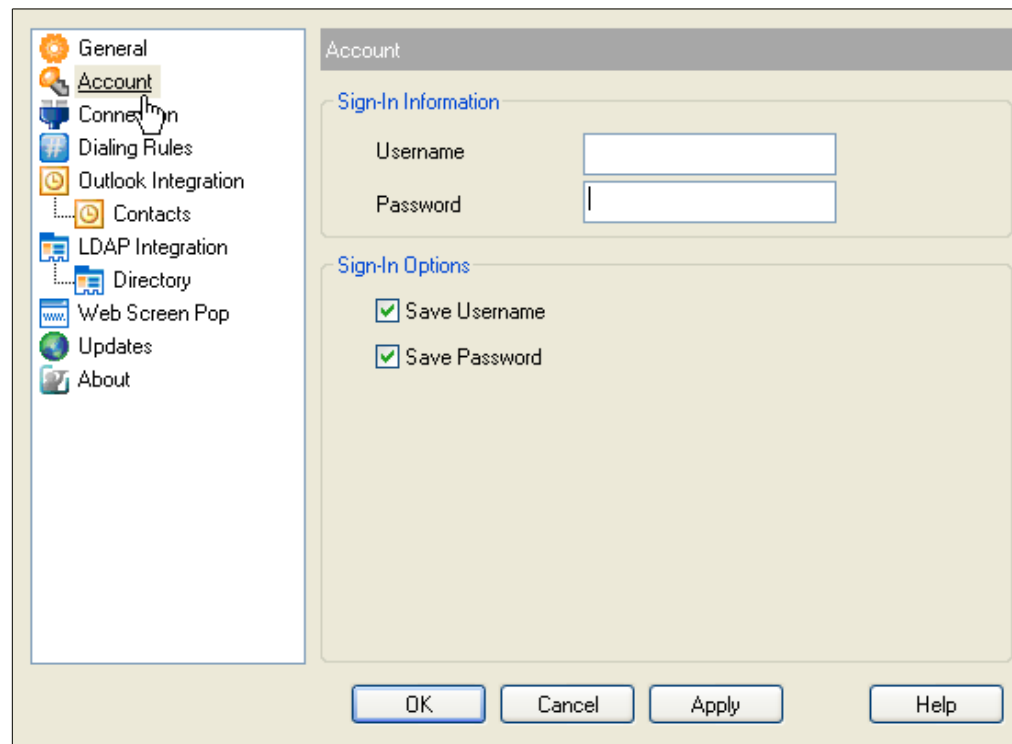 General
Account
Connection
Dialing Rules
Outlook Integration
Contacts
LDAP Integration
Directory
Web Screen Pop
Updates
About
Account
Sign-In Information
Username
Password
Sign-In Options
Save Username
Save Password
OK
Cancel
Apply
Help